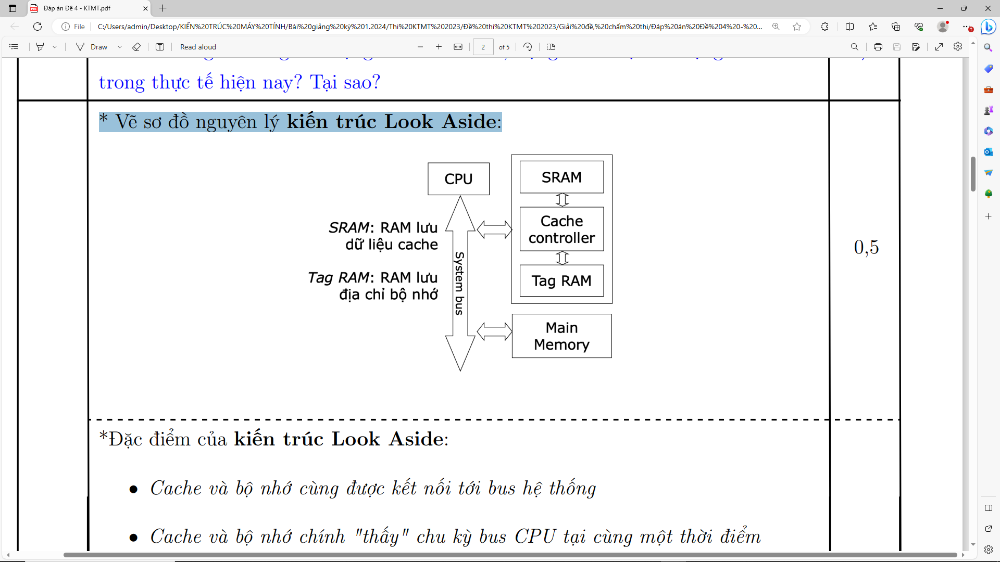 Đáp án Đề 4 - KTMT.pdf
File
C:/Users/admin/Desktop/KIẾN%20TRÚC%20MÁY%20TÍNH/Bài%20giảng%20kỳ%201.2024/Thi%20KTMT%202023/Đề%20thi%20KTMT%202023/Giải%20đề,%20chấm%20thi/Đáp%20án%20Đề%204%20-%20...
Draw
Read aloud
2
of 5
trong thực tế hiện nay? Tại sao?
* Vẽ sơ đồ nguyên lý kiến trúc Look Aside:
CPU
SRAM
Cache
controller
Tag RAM
SRAM: RAM lưu
dữ liệu cache
Tag RAM: RAM lưu
địa chỉ bộ nhớ
System bus
Main
Memory
0,5
*Đặc điểm của kiến trúc Look Aside:
• Cache và bộ nhớ cùng được kết nối tới bus hệ thống
• Cache và bộ nhớ chính "thấy" chu kỳ bus CPU tại cùng một thời điểm